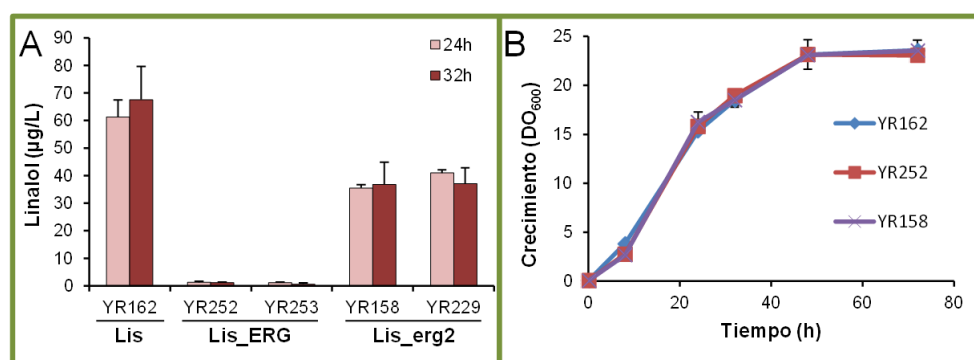 A
Linalol (µg/L)
90
80
70
60
50
40
30
20
10
0
24h
32h
YR162 YR252 YR253 YR158 YR229
Lis Lis_ERG Lis_erg2
B
Crecimiento (DO600)
25
20
15
10
5
0
YR162
YR252
YR158
0 20 40 60 80
Tiempo (h)